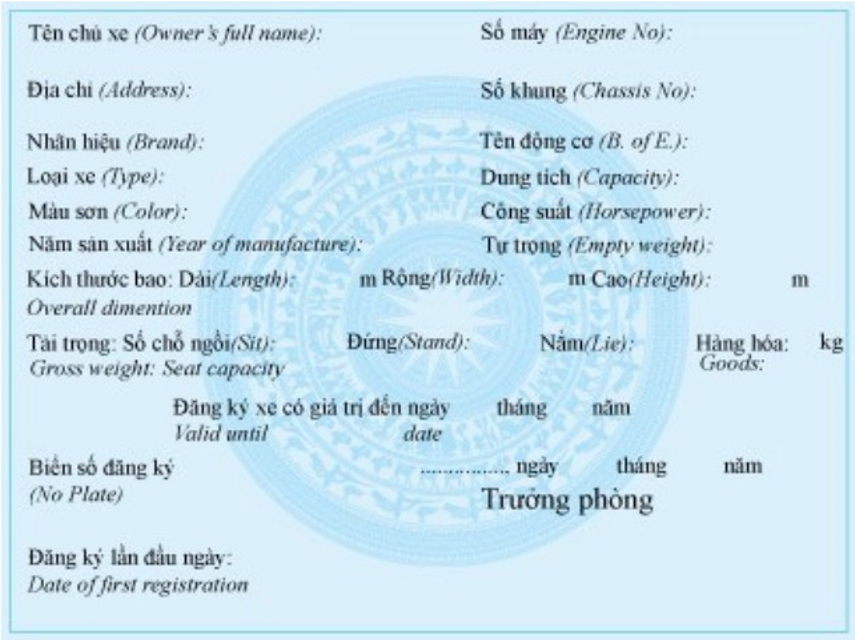 Tên chủ xe (Owner's full name): Số máy (Engine No):
Địa chỉ (Address): Số khung (Chassis No):
Nhãn hiệu (Brand): Tên động cơ (B. of E.):
Loại xe (Type): Dung tích (Capacity):
Màu sơn (Color): Công suất (Horsepower):
Năm sản xuất (Year of manufacture): Tự trọng (Empty weight):
Kích thước bao: Dài(Length): m Rộng(Width): m Cao(Height): m
Overall dimention
Tải trọng: Số chỗ ngồi(Sit): Đứng(Stand): Nằm(Lie): Hàng hóa: kg
Gross weight: Seat capacity Goods:
Đăng ký xe có giá trị đến ngày tháng năm
Valid until date
Biển số đăng ký ................. ngày tháng năm
(No Plate) Trưởng phòng
Đăng ký lần đầu ngày:
Date of first registration